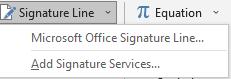 Signature Line
π Equation
Microsoft Office Signature Line...
Add Signature Services...